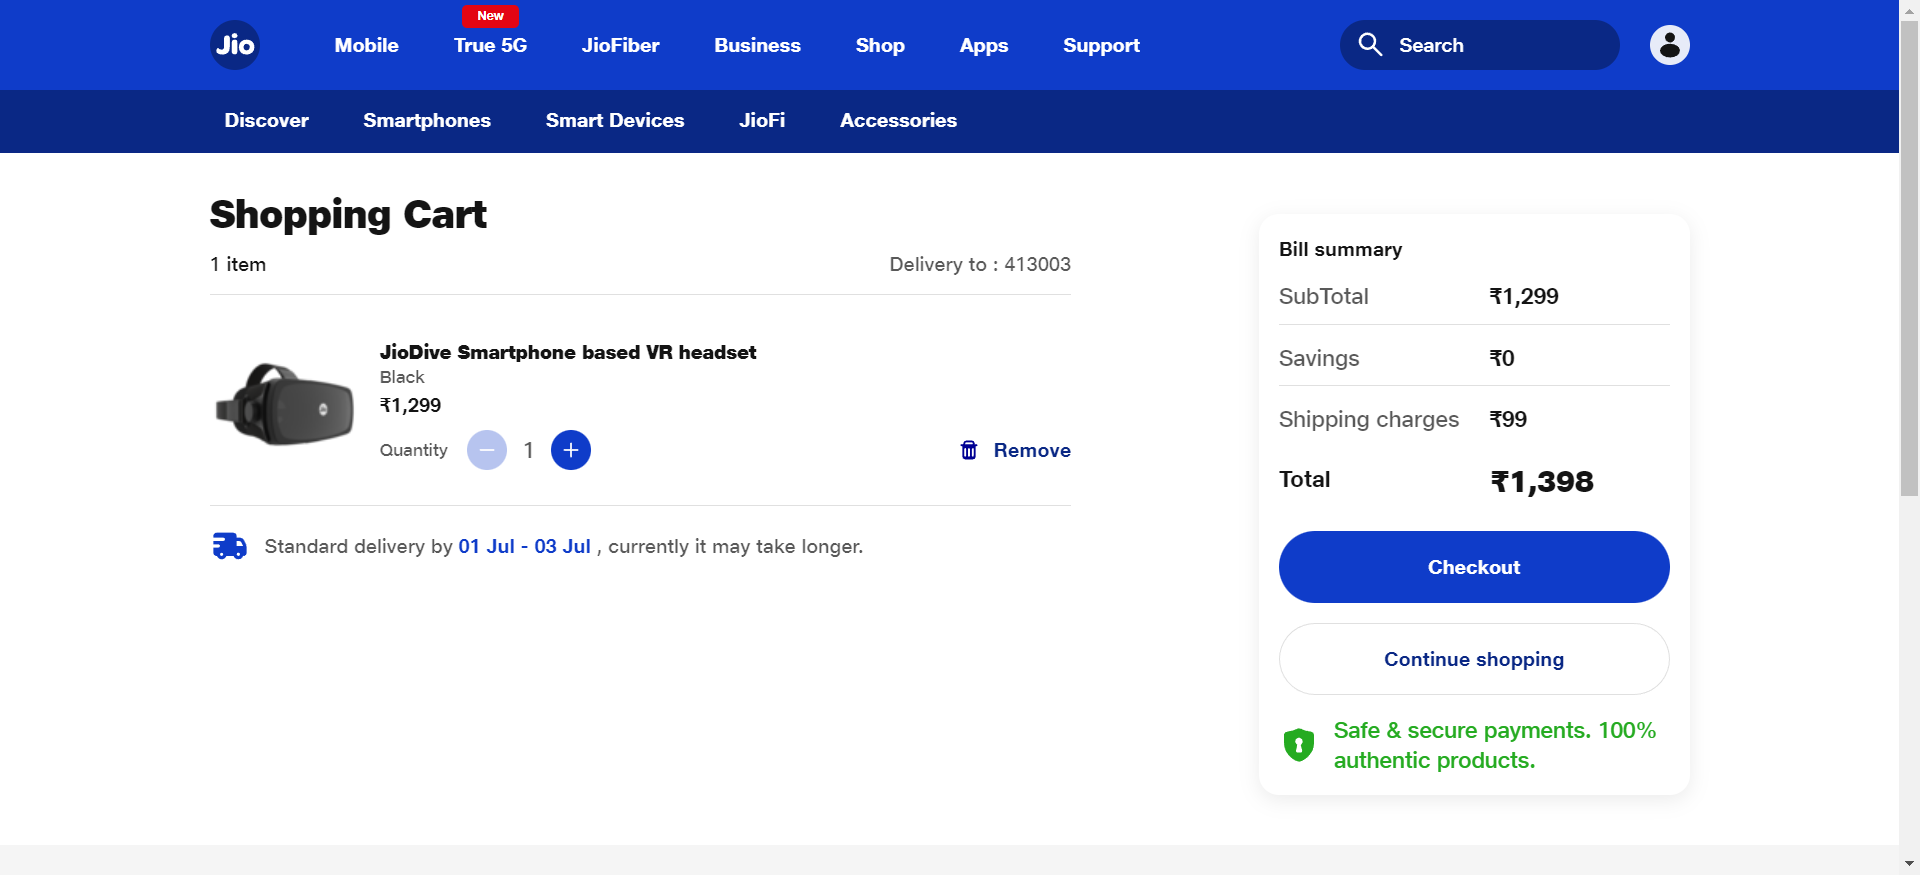 New
Jio Mobile True 5G JioFiber Business Shop Apps Support Search
Discover Smartphones Smart Devices JioFi Accessories
Shopping Cart
1 item
Delivery to : 413003
JioDive Smartphone based VR headset
Black
₹1,299
Quantity 1 Remove
Standard delivery by 01 Jul - 03 Jul , currently it may take longer.
Bill summary
SubTotal ₹1,299
Savings ₹0
Shipping charges ₹99
Total ₹1,398
Checkout
Continue shopping
Safe & secure payments. 100%
authentic products.